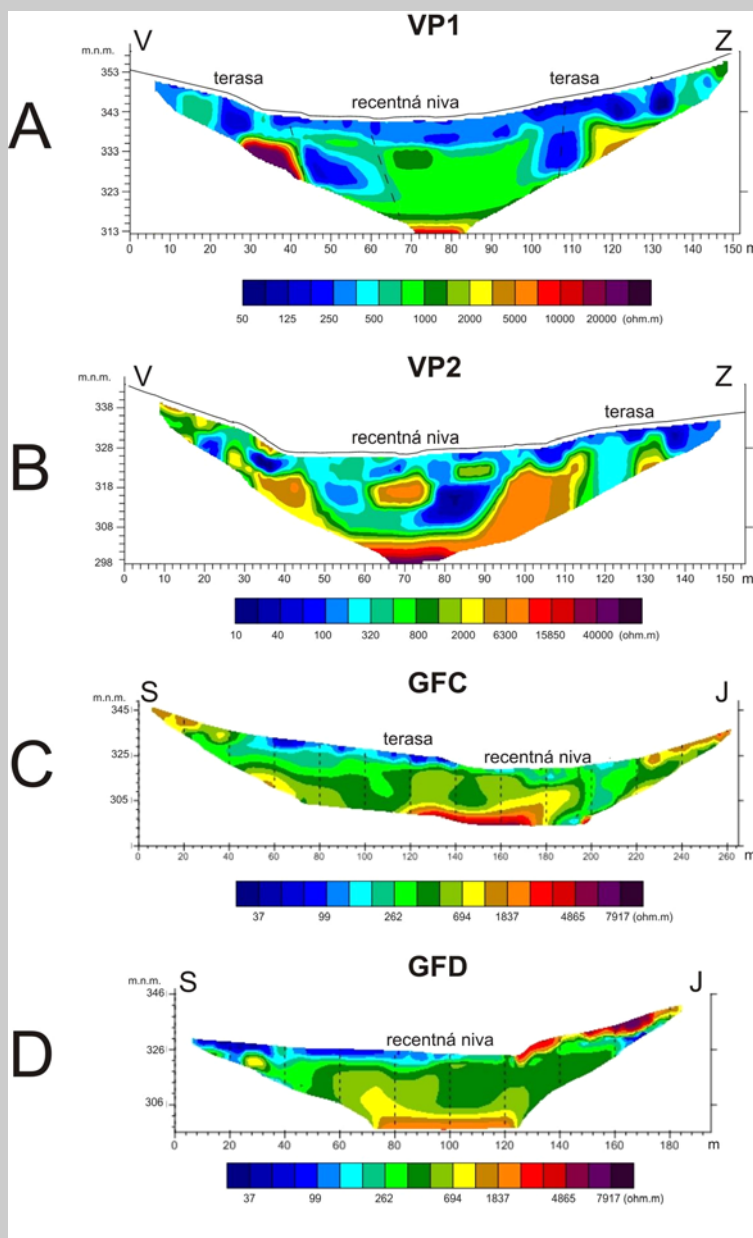 VP1
A
V
Z
m.n.m.
terasa
terasa
recentná niva
353
343
333
323
313
0 10 20 30 40 50 60 70 80 90 100 110 120 130 140 150 m
50 125 250 500 1000 2000 5000 10000 20000 (ohm.m)
VP2
B
V
Z
m.n.m.
terasa
recentná niva
338
328
318
308
298
0 10 20 30 40 50 60 70 80 90 100 110 120 130 140 150 m
10 40 100 320 800 2000 6300 15850 40000 (ohm.m)
GFC
C
S
J
m.n.m.
terasa
recentná niva
345
325
305
0 20 40 60 80 100 120 140 160 180 200 220 240 260 m
37 99 262 694 1837 4865 7917 (ohm.m)
GFD
D
S
J
m.n.m.
recentná niva
346
326
306
0 20 40 60 80 100 120 140 160 180 m
37 99 262 694 1837 4865 7917 (ohm.m)